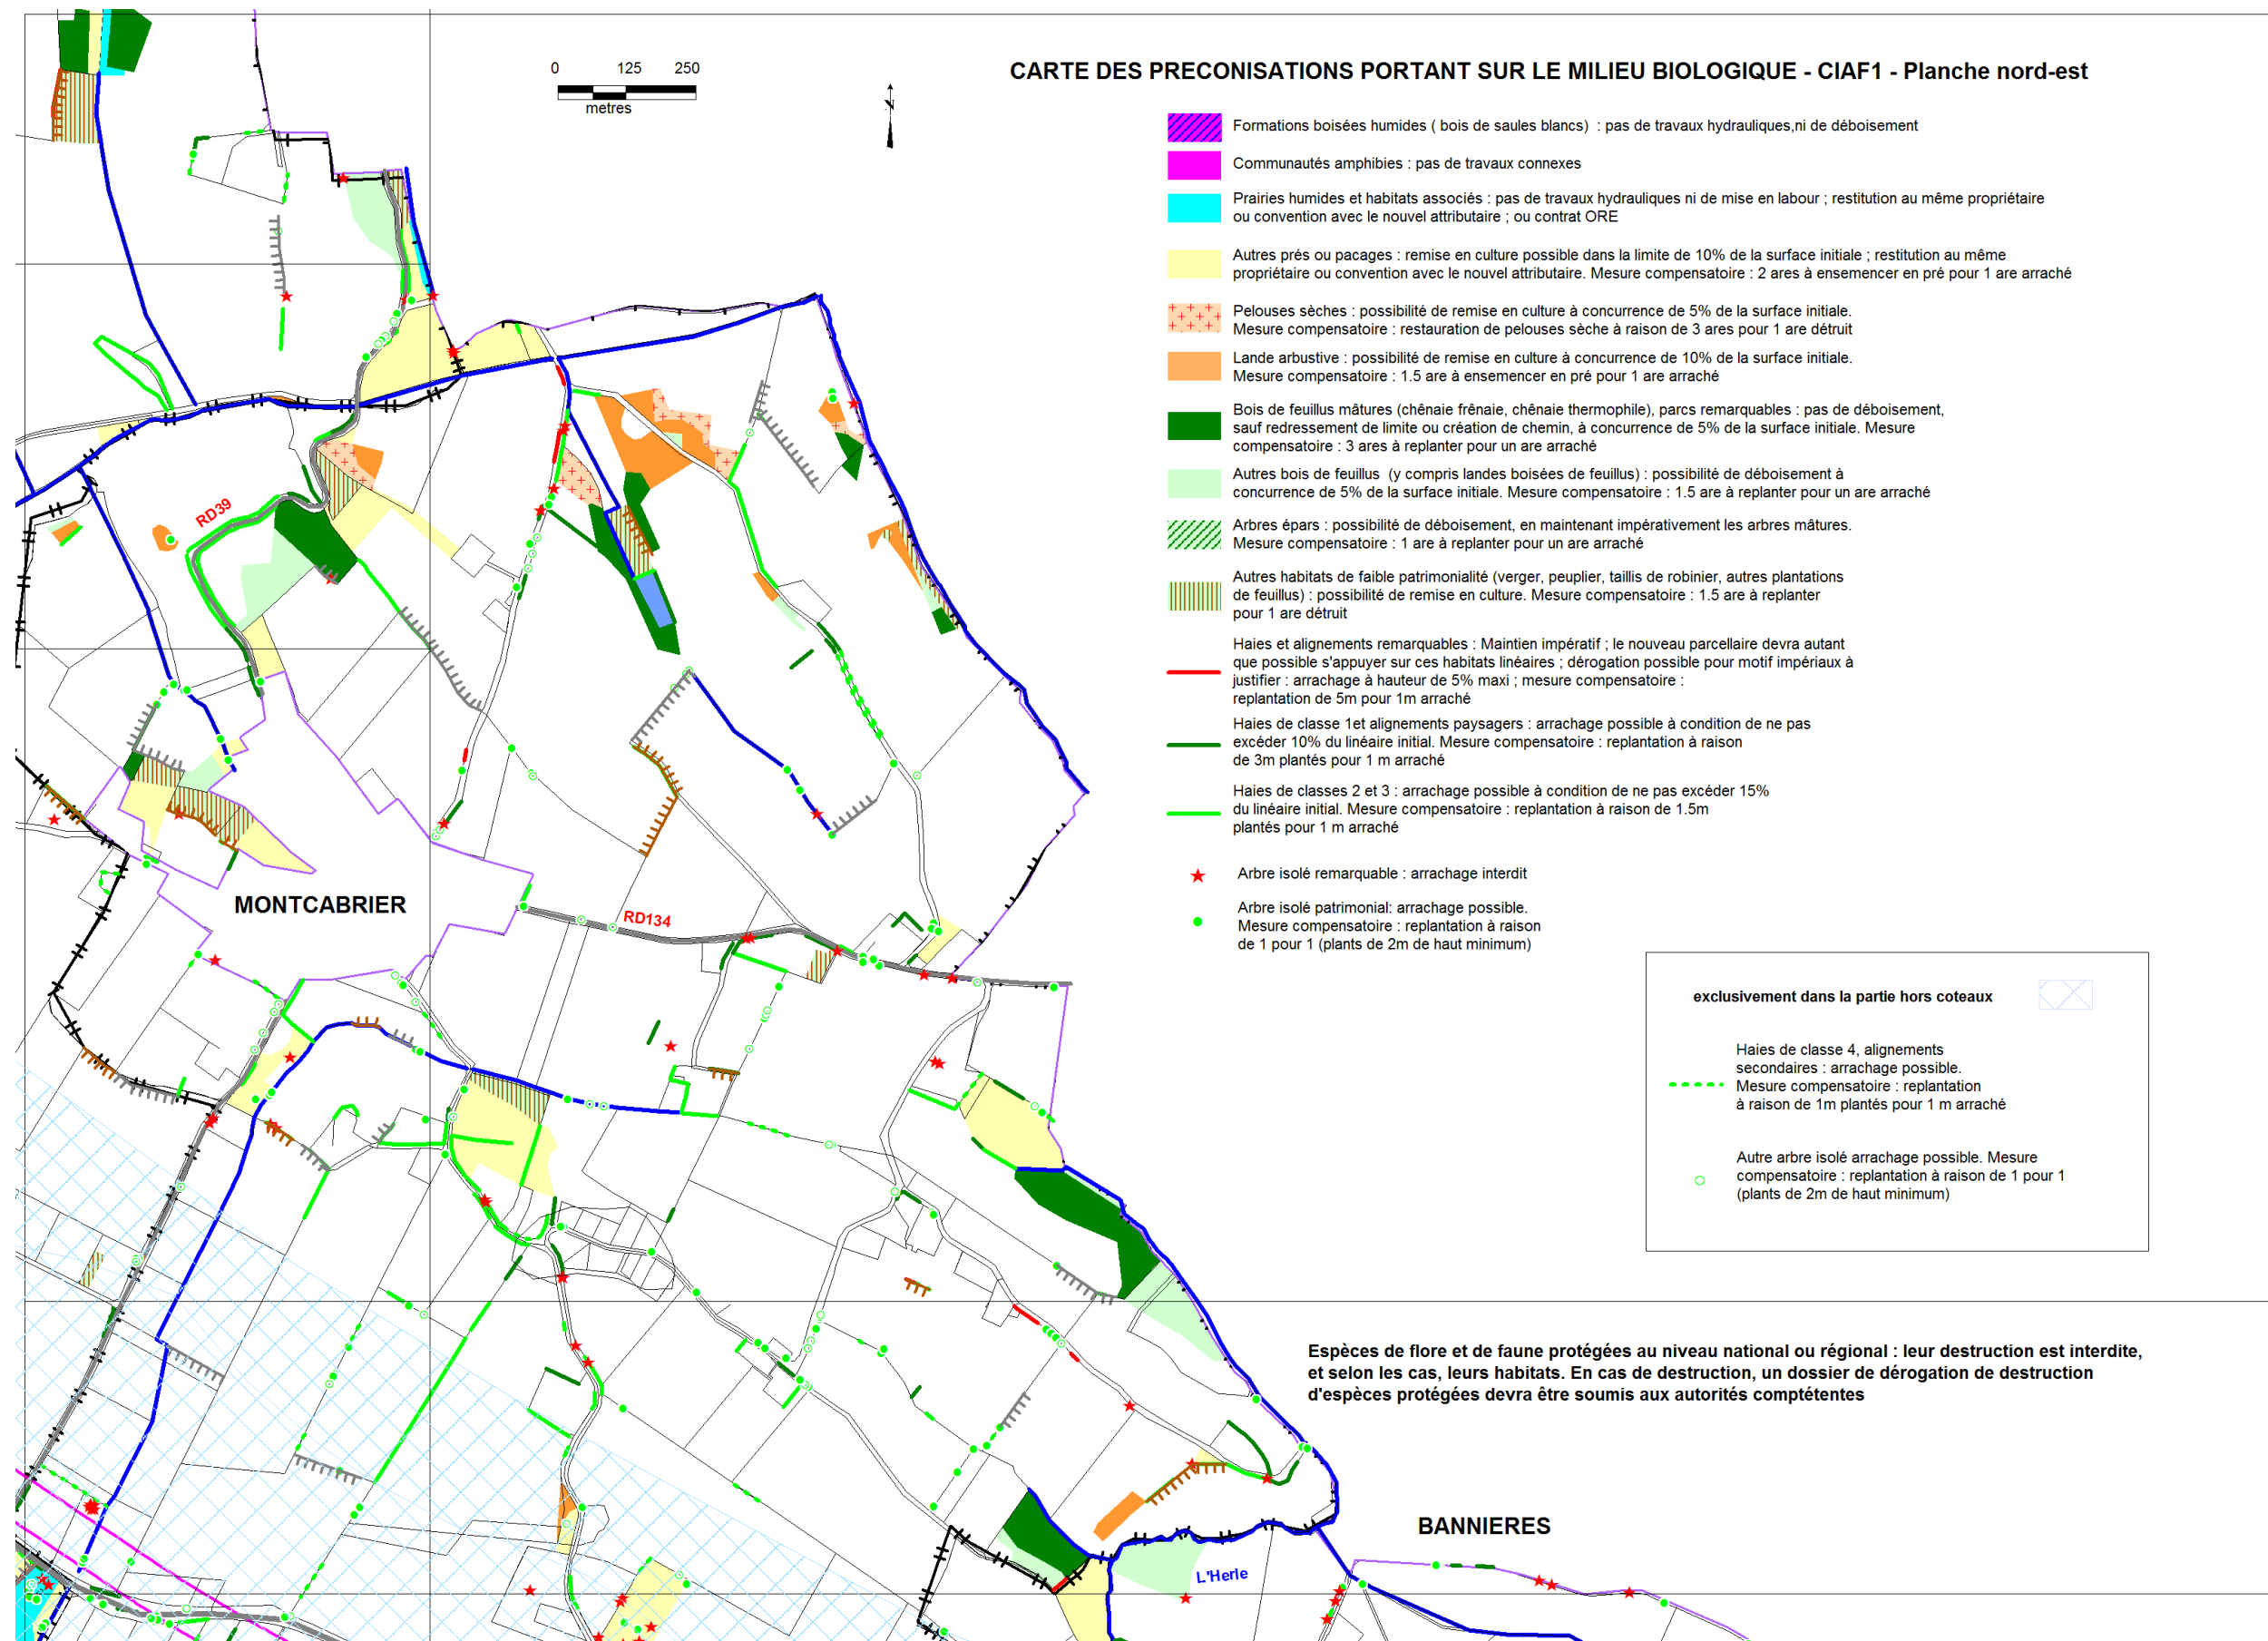 CARTE DES PRECONISATIONS PORTANT SUR LE MILIEU BIOLOGIQUE - CIAF1 - Planche nord-est
0 125 250
metres
N
Formations boisées humides ( bois de saules blancs) : pas de travaux hydrauliques,ni de déboisement
Communautés amphibies : pas de travaux connexes
Prairies humides et habitats associés : pas de travaux hydrauliques ni de mise en labour ; restitution au même propriétaire
ou convention avec le nouvel attributaire ; ou contrat ORE
Autres prés ou pacages : remise en culture possible dans la limite de 10% de la surface initiale ; restitution au même
propriétaire ou convention avec le nouvel attributaire. Mesure compensatoire : 2 ares à ensemencer en pré pour 1 are arraché
Pelouses sèches : possibilité de remise en culture à concurrence de 5% de la surface initiale.
Mesure compensatoire : restauration de pelouses sèche à raison de 3 ares pour 1 are détruit
Lande arbustive : possibilité de remise en culture à concurrence de 10% de la surface initiale.
Mesure compensatoire : 1.5 are à ensemencer en pré pour 1 are arraché
Bois de feuillus mâtures (chênaie frênaie, chênaie thermophile), parcs remarquables : pas de déboisement,
sauf redressement de limite ou création de chemin, à concurrence de 5% de la surface initiale. Mesure
compensatoire : 3 ares à replanter pour un are arraché
Autres bois de feuillus (y compris landes boisées de feuillus) : possibilité de déboisement à
concurrence de 5% de la surface initiale. Mesure compensatoire : 1.5 are à replanter pour un are arraché
Arbres épars : possibilité de déboisement, en maintenant impérativement les arbres mâtures.
Mesure compensatoire : 1 are à replanter pour un are arraché
Autres habitats de faible patrimonialité (verger, peuplier, taillis de robinier, autres plantations
de feuillus) : possibilité de remise en culture. Mesure compensatoire : 1.5 are à replanter
pour 1 are détruit
Haies et alignements remarquables : Maintien impératif ; le nouveau parcellaire devra autant
que possible s'appuyer sur ces habitats linéaires ; dérogation possible pour motif impériaux à
justifier : arrachage à hauteur de 5% maxi ; mesure compensatoire :
replantation de 5m pour 1m arraché
Haies de classe 1et alignements paysagers : arrachage possible à condition de ne pas
excéder 10% du linéaire initial. Mesure compensatoire : replantation à raison
de 3m plantés pour 1 m arraché
Haies de classes 2 et 3 : arrachage possible à condition de ne pas excéder 15%
du linéaire initial. Mesure compensatoire : replantation à raison de 1.5m
plantés pour 1 m arraché
Arbre isolé remarquable : arrachage interdit
Arbre isolé patrimonial: arrachage possible.
Mesure compensatoire : replantation à raison
de 1 pour 1 (plants de 2m de haut minimum)
exclusivement dans la partie hors coteaux
Haies de classe 4, alignements
secondaires : arrachage possible.
Mesure compensatoire : replantation
à raison de 1m plantés pour 1 m arraché
Autre arbre isolé arrachage possible. Mesure
compensatoire : replantation à raison de 1 pour 1
(plants de 2m de haut minimum)
RD39
MONTCABRIER
RD134
Espèces de flore et de faune protégées au niveau national ou régional : leur destruction est interdite,
et selon les cas, leurs habitats. En cas de destruction, un dossier de dérogation de destruction
d'espèces protégées devra être soumis aux autorités comptétentes
BANNIERES
L'Herle